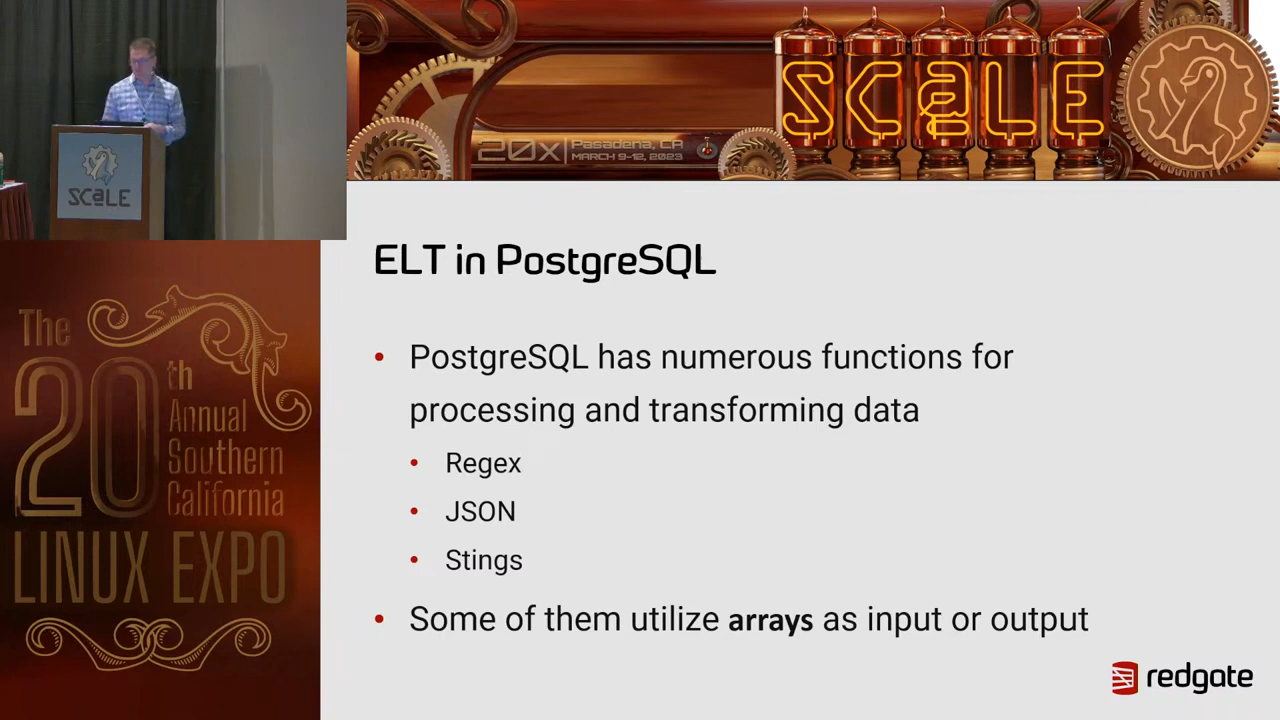 SCaLE
20x
Pasadena, CA
MARCH 9-12, 2023
SCaLE
ELT in PostgreSQL
• PostgreSQL has numerous functions for
processing and transforming data
• Regex
• JSON
• Stings
• Some of them utilize arrays as input or output
The
20th
Annual
Southern
California
LINUX EXPO
redgate